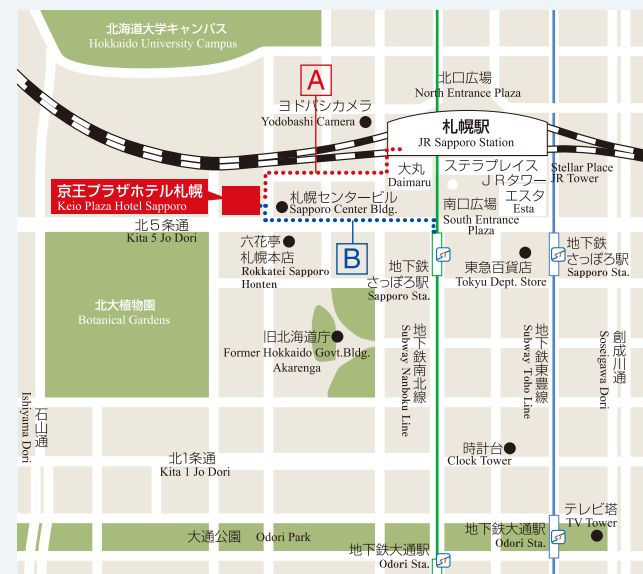 北海道大学キャンパス
Hokkaido University Campus
A
北口広場
North Entrance Plaza
ヨドバシカメラ
Yodobashi Camera
札幌駅
JR Sapporo Station
大丸
Daimaru
ステラプレイス
JRタワー
Stellar Place
JR Tower
エスタ
Esta
京王プラザホテル札幌
Keio Plaza Hotel Sapporo
札幌センタービル
Sapporo Center Bldg.
南口広場
South Entrance
Plaza
北5条通
Kita 5 Jo Dori
六花亭
札幌本店
Rokkatei Sapporo
Honten
B
地下鉄
さっぽろ駅
Sapporo Sta.
東急百貨店
Tokyu Dept. Store
地下鉄
さっぽろ駅
Sapporo Sta.
北大植物園
Botanical Gardens
旧北海道庁
Former Hokkaido Govt.Bldg.
Akarenga
地下鉄南北線
Subway Nanboku Line
地下鉄東豊線
Subway Toho Line
創成川通
Soseigawa Dori
石山通
Ishiyama Dori
北1条通
Kita 1 Jo Dori
時計台
Clock Tower
大通公園 Odori Park
地下鉄大通駅
Odori Sta.
地下鉄大通駅
Odori Sta.
テレビ塔
TV Tower